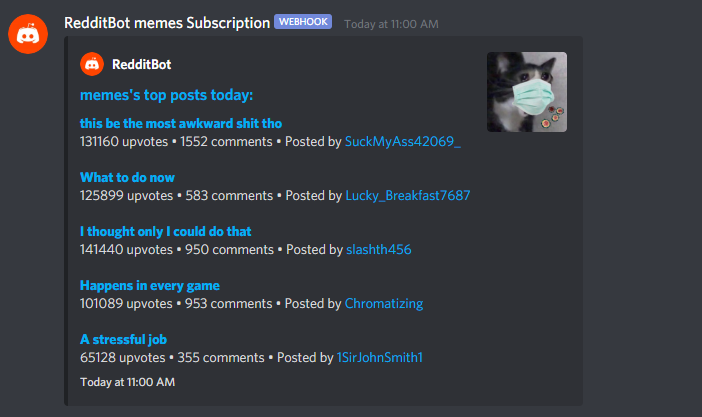 RedditBot memes Subscription WEBHOOK Today at 11:00 AM
RedditBot
memes's top posts today:
this be the most awkward shit tho
131160 upvotes • 1552 comments • Posted by SuckMyAss42069_
What to do now
125899 upvotes • 583 comments • Posted by Lucky_Breakfast7687
I thought only I could do that
141440 upvotes • 950 comments • Posted by slashth456
Happens in every game
101089 upvotes • 953 comments • Posted by Chromatizing
A stressful job
65128 upvotes • 355 comments • Posted by 1SirJohnSmith1
Today at 11:00 AM